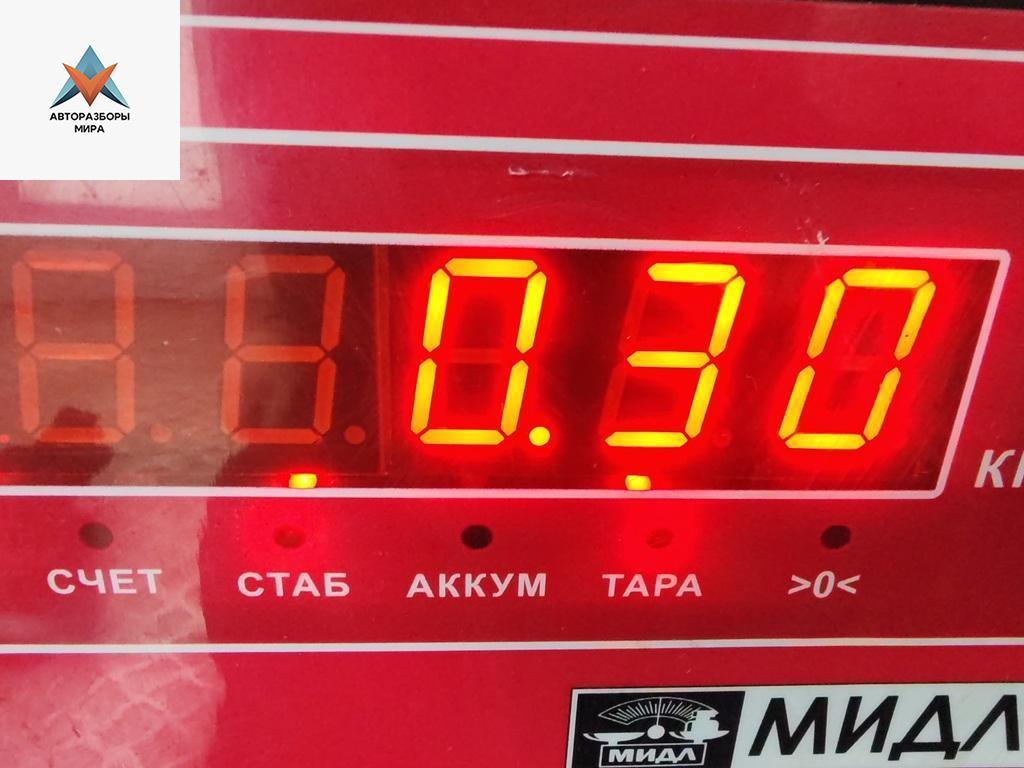 АВТОРАЗБОРЫ
МИРА
0.30
СЧЕТ СТАБ АККУМ ТАРА >0<
МИДЛ МИДЛ